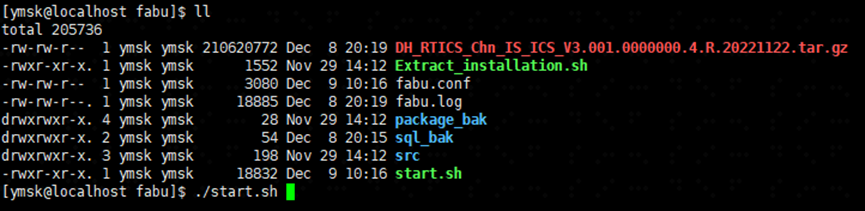 [ymsk@localhost fabu]$ ll
total 205736
-rw-rw-r--  1 ymsk ymsk 210620772 Dec  8 20:19 DH_RTICS_Chn_IS_ICS_V3.001.0000000.4.R.20221122.tar.gz
-rwxr-xr-x. 1 ymsk ymsk      1552 Nov 29 14:12 Extract_installation.sh
-rw-rw-r--  1 ymsk ymsk      3080 Dec  9 10:16 fabu.conf
-rw-rw-r--. 1 ymsk ymsk     18885 Dec  8 20:19 fabu.log
drwxrwxr-x. 4 ymsk ymsk        28 Nov 29 14:12 package_bak
drwxrwxr-x. 2 ymsk ymsk        54 Dec  8 20:15 sql_bak
drwxrwxr-x. 3 ymsk ymsk       198 Nov 29 14:12 src
-rwxr-xr-x. 1 ymsk ymsk     18832 Dec  9 10:16 start.sh
[ymsk@localhost fabu]$ ./start.sh